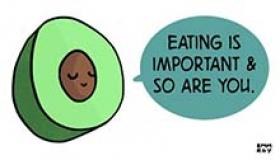 EATING IS
IMPORTANT &
SO ARE YOU.